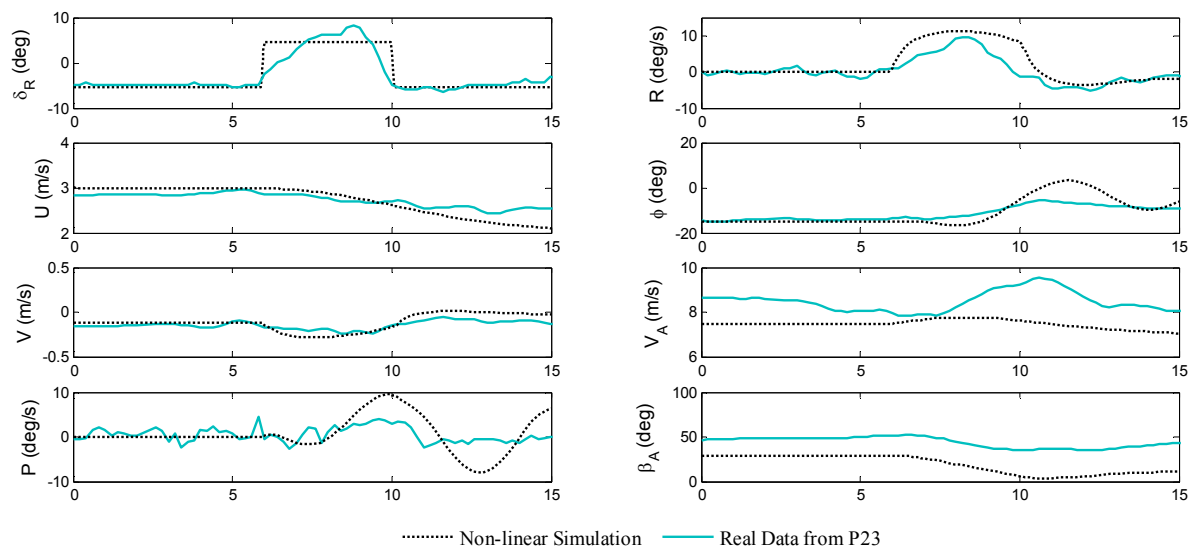 δR (deg)
10
0
-10
0 5 10 15
R (deg/s)
10
0
-10
0 5 10 15
U (m/s)
4
3
2
0 5 10 15
ϕ (deg)
20
0
-20
0 5 10 15
V (m/s)
0.5
0
-0.5
0 5 10 15
VA (m/s)
10
8
6
0 5 10 15
P (deg/s)
10
0
-10
0 5 10 15
βA (deg)
100
50
0
0 5 10 15
Non-linear Simulation Real Data from P23